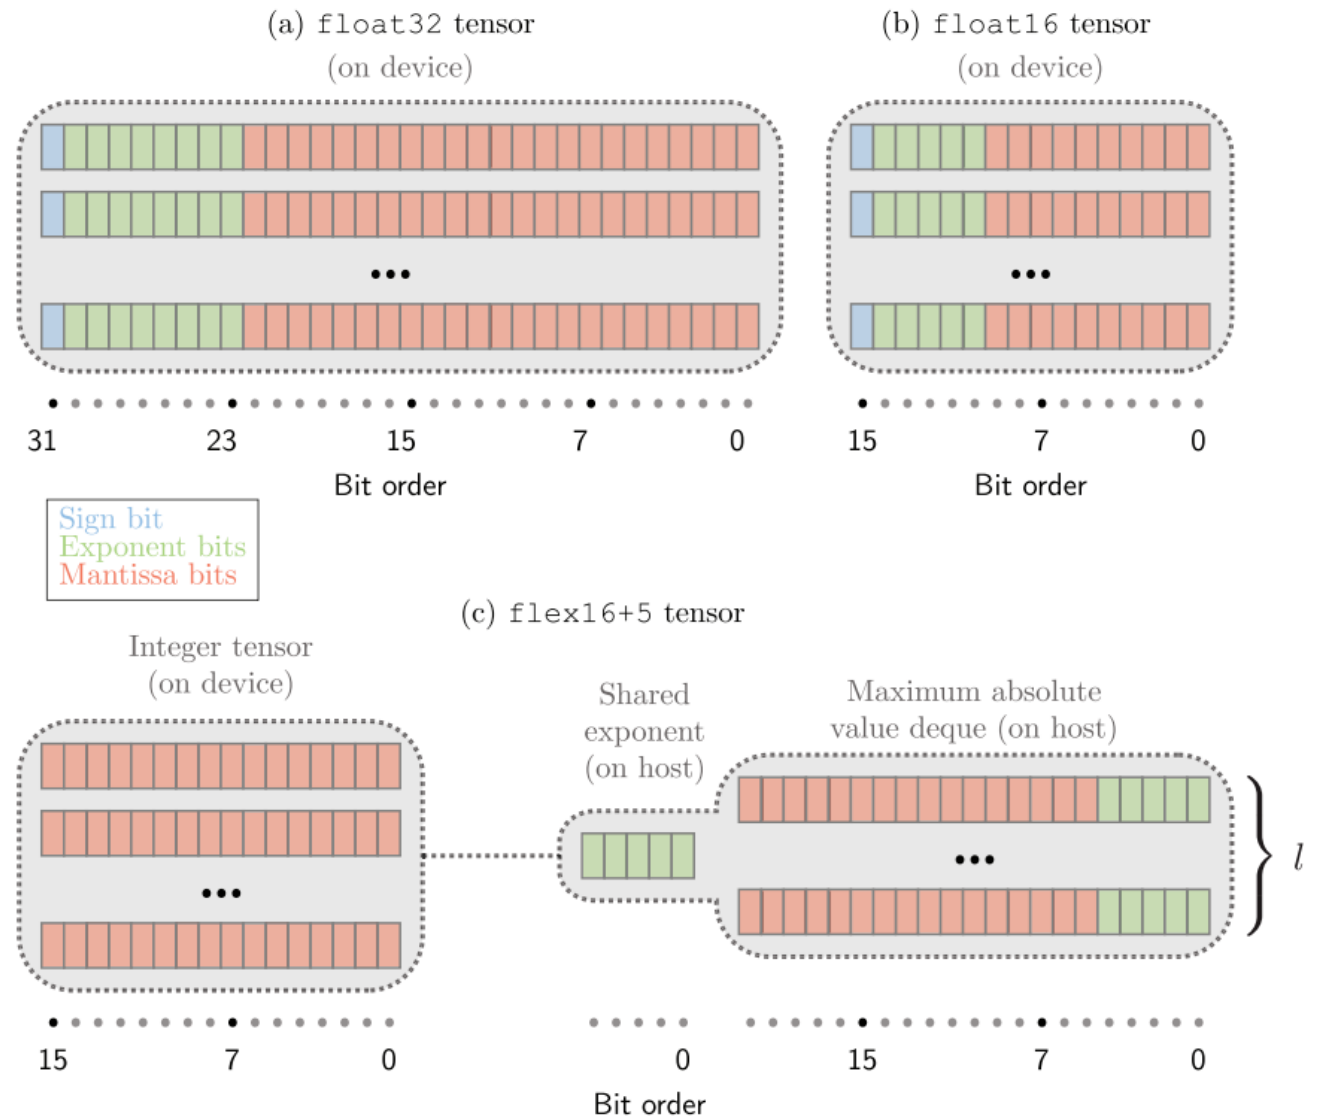 (a) float32 tensor
(on device)
(b) float16 tensor
(on device)
31 23 15 7 0
Bit order
15 7 0
Bit order
Sign bit
Exponent bits
Mantissa bits
(c) flex16+5 tensor
Integer tensor
(on device)
Shared
exponent
(on host)
Maximum absolute
value deque (on host)
l
15 7 0
0
15 7 0
Bit order